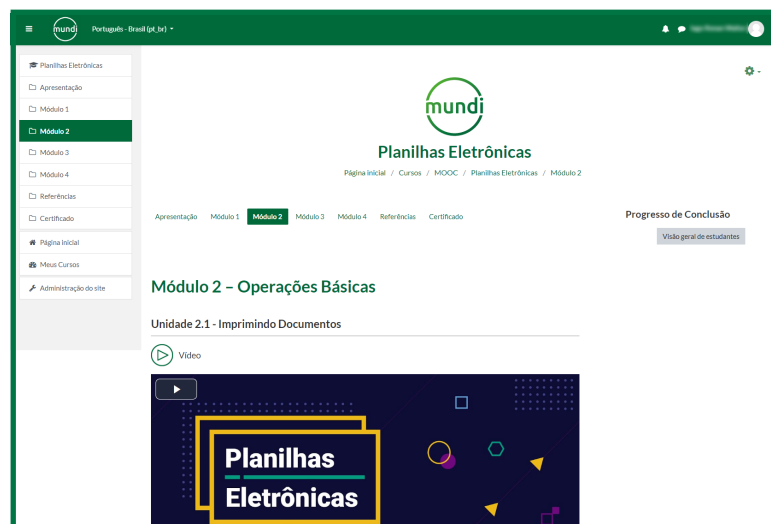 mundi
Português - Brasil (pt_br)
Planilhas Eletrônicas
Apresentação
Módulo 1
Módulo 2
Módulo 3
Módulo 4
Referências
Certificado
Página inicial
Meus Cursos
Administração do site
mundi
Planilhas Eletrônicas
Página inicial / Cursos / MOOC / Planilhas Eletrônicas / Módulo 2
Apresentação Módulo 1 Módulo 2 Módulo 3 Módulo 4 Referências Certificado
Progresso de Conclusão
Visão geral de estudantes
Módulo 2 – Operações Básicas
Unidade 2.1 - Imprimindo Documentos
Vídeo
Planilhas
Eletrônicas